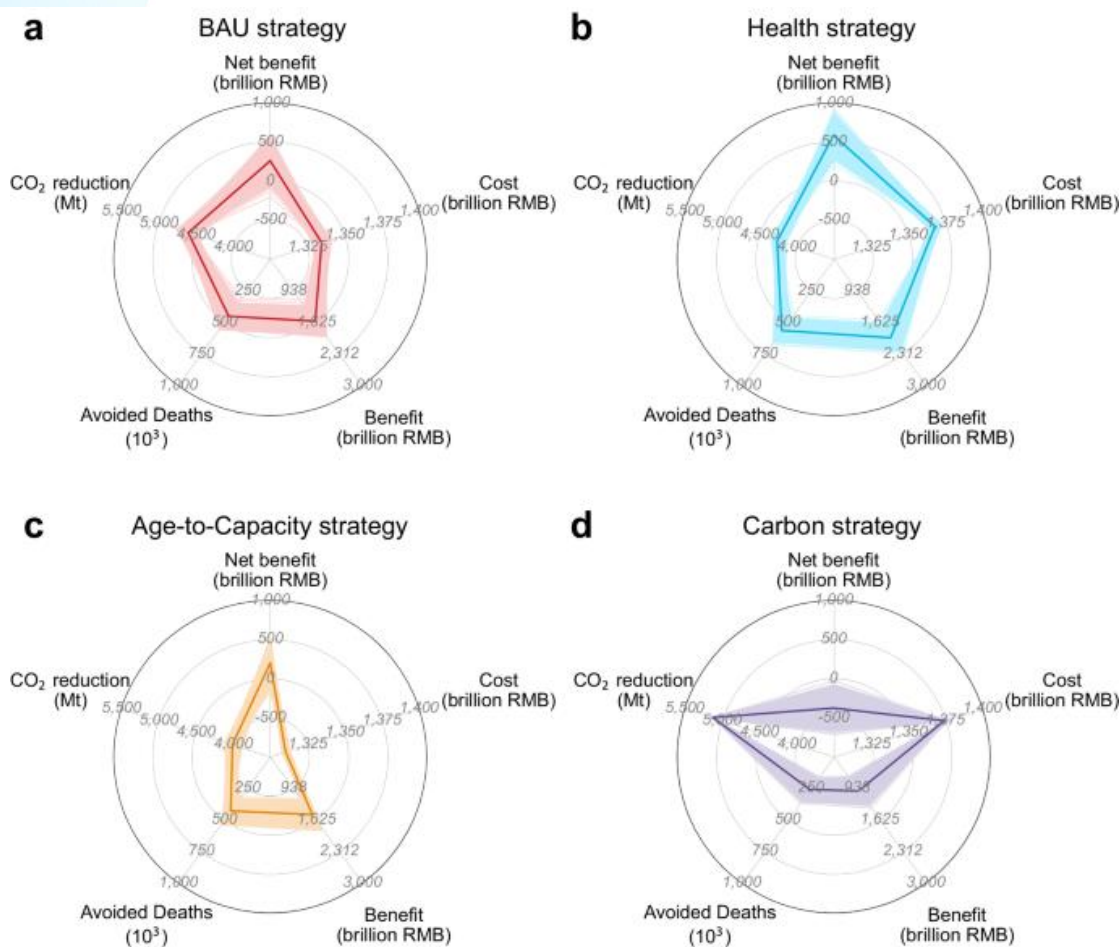 a
BAU strategy
Net benefit
(brillion RMB)
1,000
500
0
-500
CO₂ reduction
(Mt)
5,500
5,000
4,500
4,000
Cost
(brillion RMB)
1,400
1,375
1,350
1,325
250
500
750
1,000
Avoided Deaths
(10³)
938
1,625
2,312
3,000
Benefit
(brillion RMB)
b
Health strategy
Net benefit
(brillion RMB)
1,000
500
0
-500
CO₂ reduction
(Mt)
5,500
5,000
4,500
4,000
Cost
(brillion RMB)
1,400
1,375
1,350
1,325
250
500
750
1,000
Avoided Deaths
(10³)
938
1,625
2,312
3,000
Benefit
(brillion RMB)
c
Age-to-Capacity strategy
Net benefit
(brillion RMB)
1,000
500
0
-500
CO₂ reduction
(Mt)
5,500
5,000
4,500
4,000
Cost
(brillion RMB)
1,400
1,375
1,350
1,325
250
500
750
1,000
Avoided Deaths
(10³)
938
1,625
2,312
3,000
Benefit
(brillion RMB)
d
Carbon strategy
Net benefit
(brillion RMB)
1,000
500
0
-500
CO₂ reduction
(Mt)
5,500
5,000
4,500
4,000
Cost
(brillion RMB)
1,400
1,375
1,350
1,325
250
500
750
1,000
Avoided Deaths
(10³)
938
1,625
2,312
3,000
Benefit
(brillion RMB)